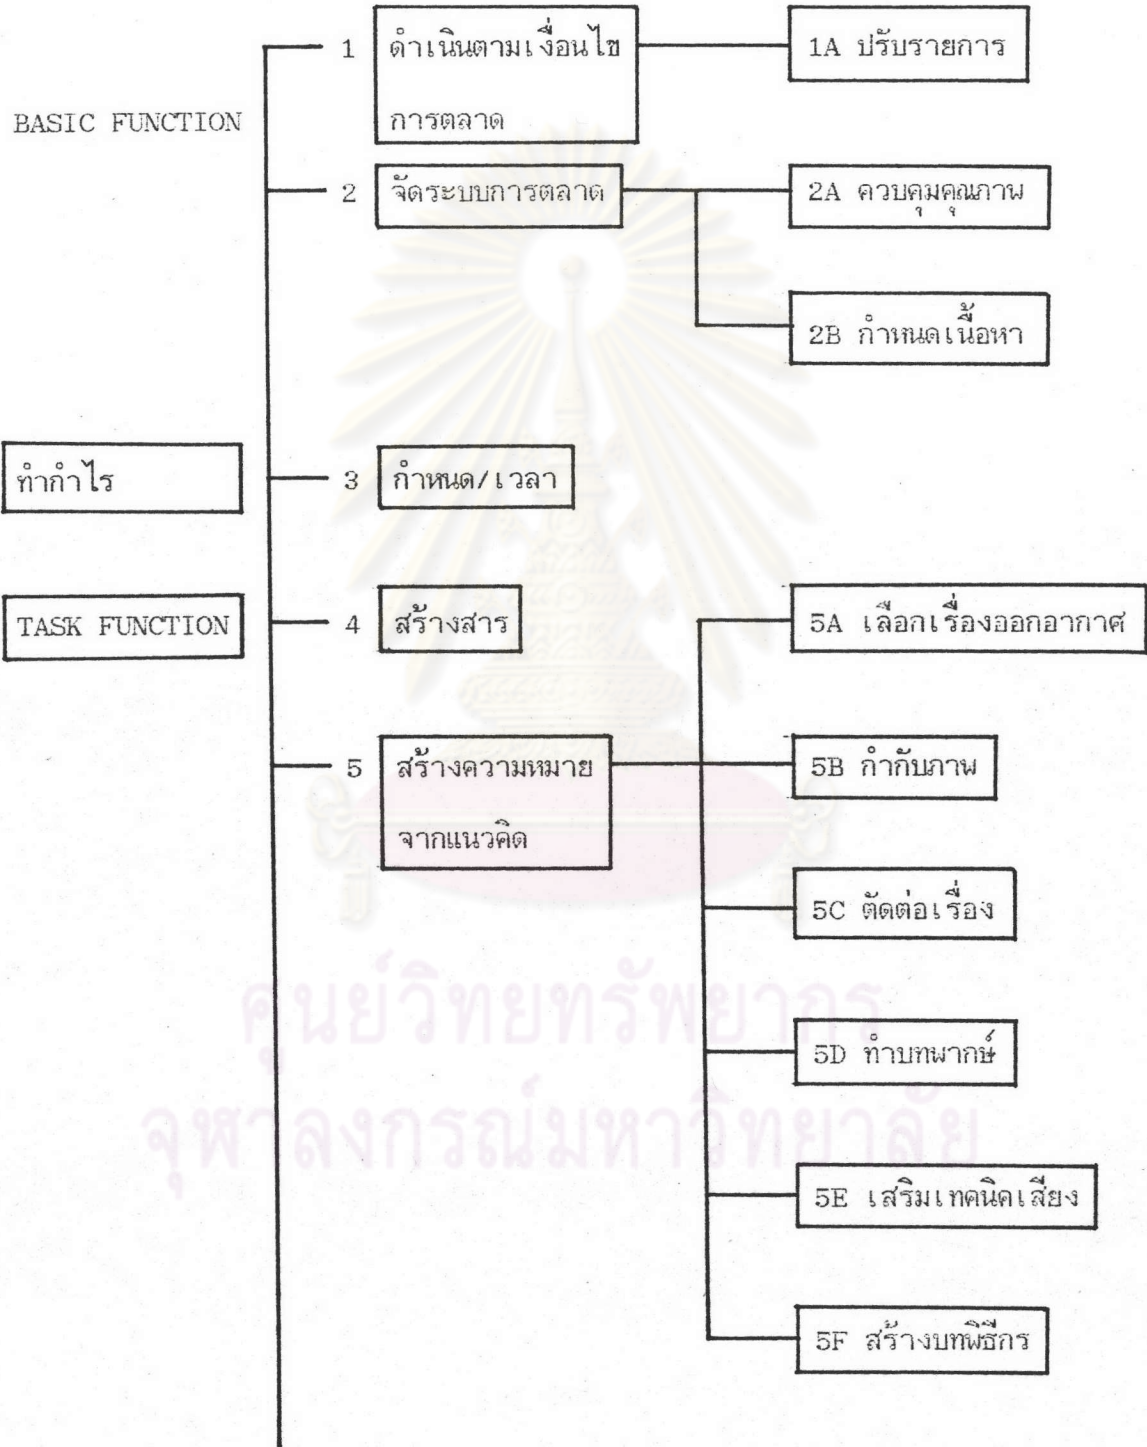 1 ดำเนินตามเงื่อนไข
การตลาด
1A ปรับรายการ
BASIC FUNCTION
2 จัดระบบการตลาด
2A ควบคุมคุณภาพ
2B กำหนดเนื้อหา
ทำกำไร
3 กำหนด/เวลา
TASK FUNCTION
4 สร้างสาร
5 สร้างความหมาย
จากแนวคิด
5A เลือกเรื่องออกอากาศ
5B กำกับภาพ
5C ตัดต่อเรื่อง
5D ทำบทพากษ์
5E เสริมเทคนิคเสียง
5F สร้างบทพิธีกร
ศูนย์วิทยทรัพยากร
จุฬาลงกรณ์มหาวิทยาลัย